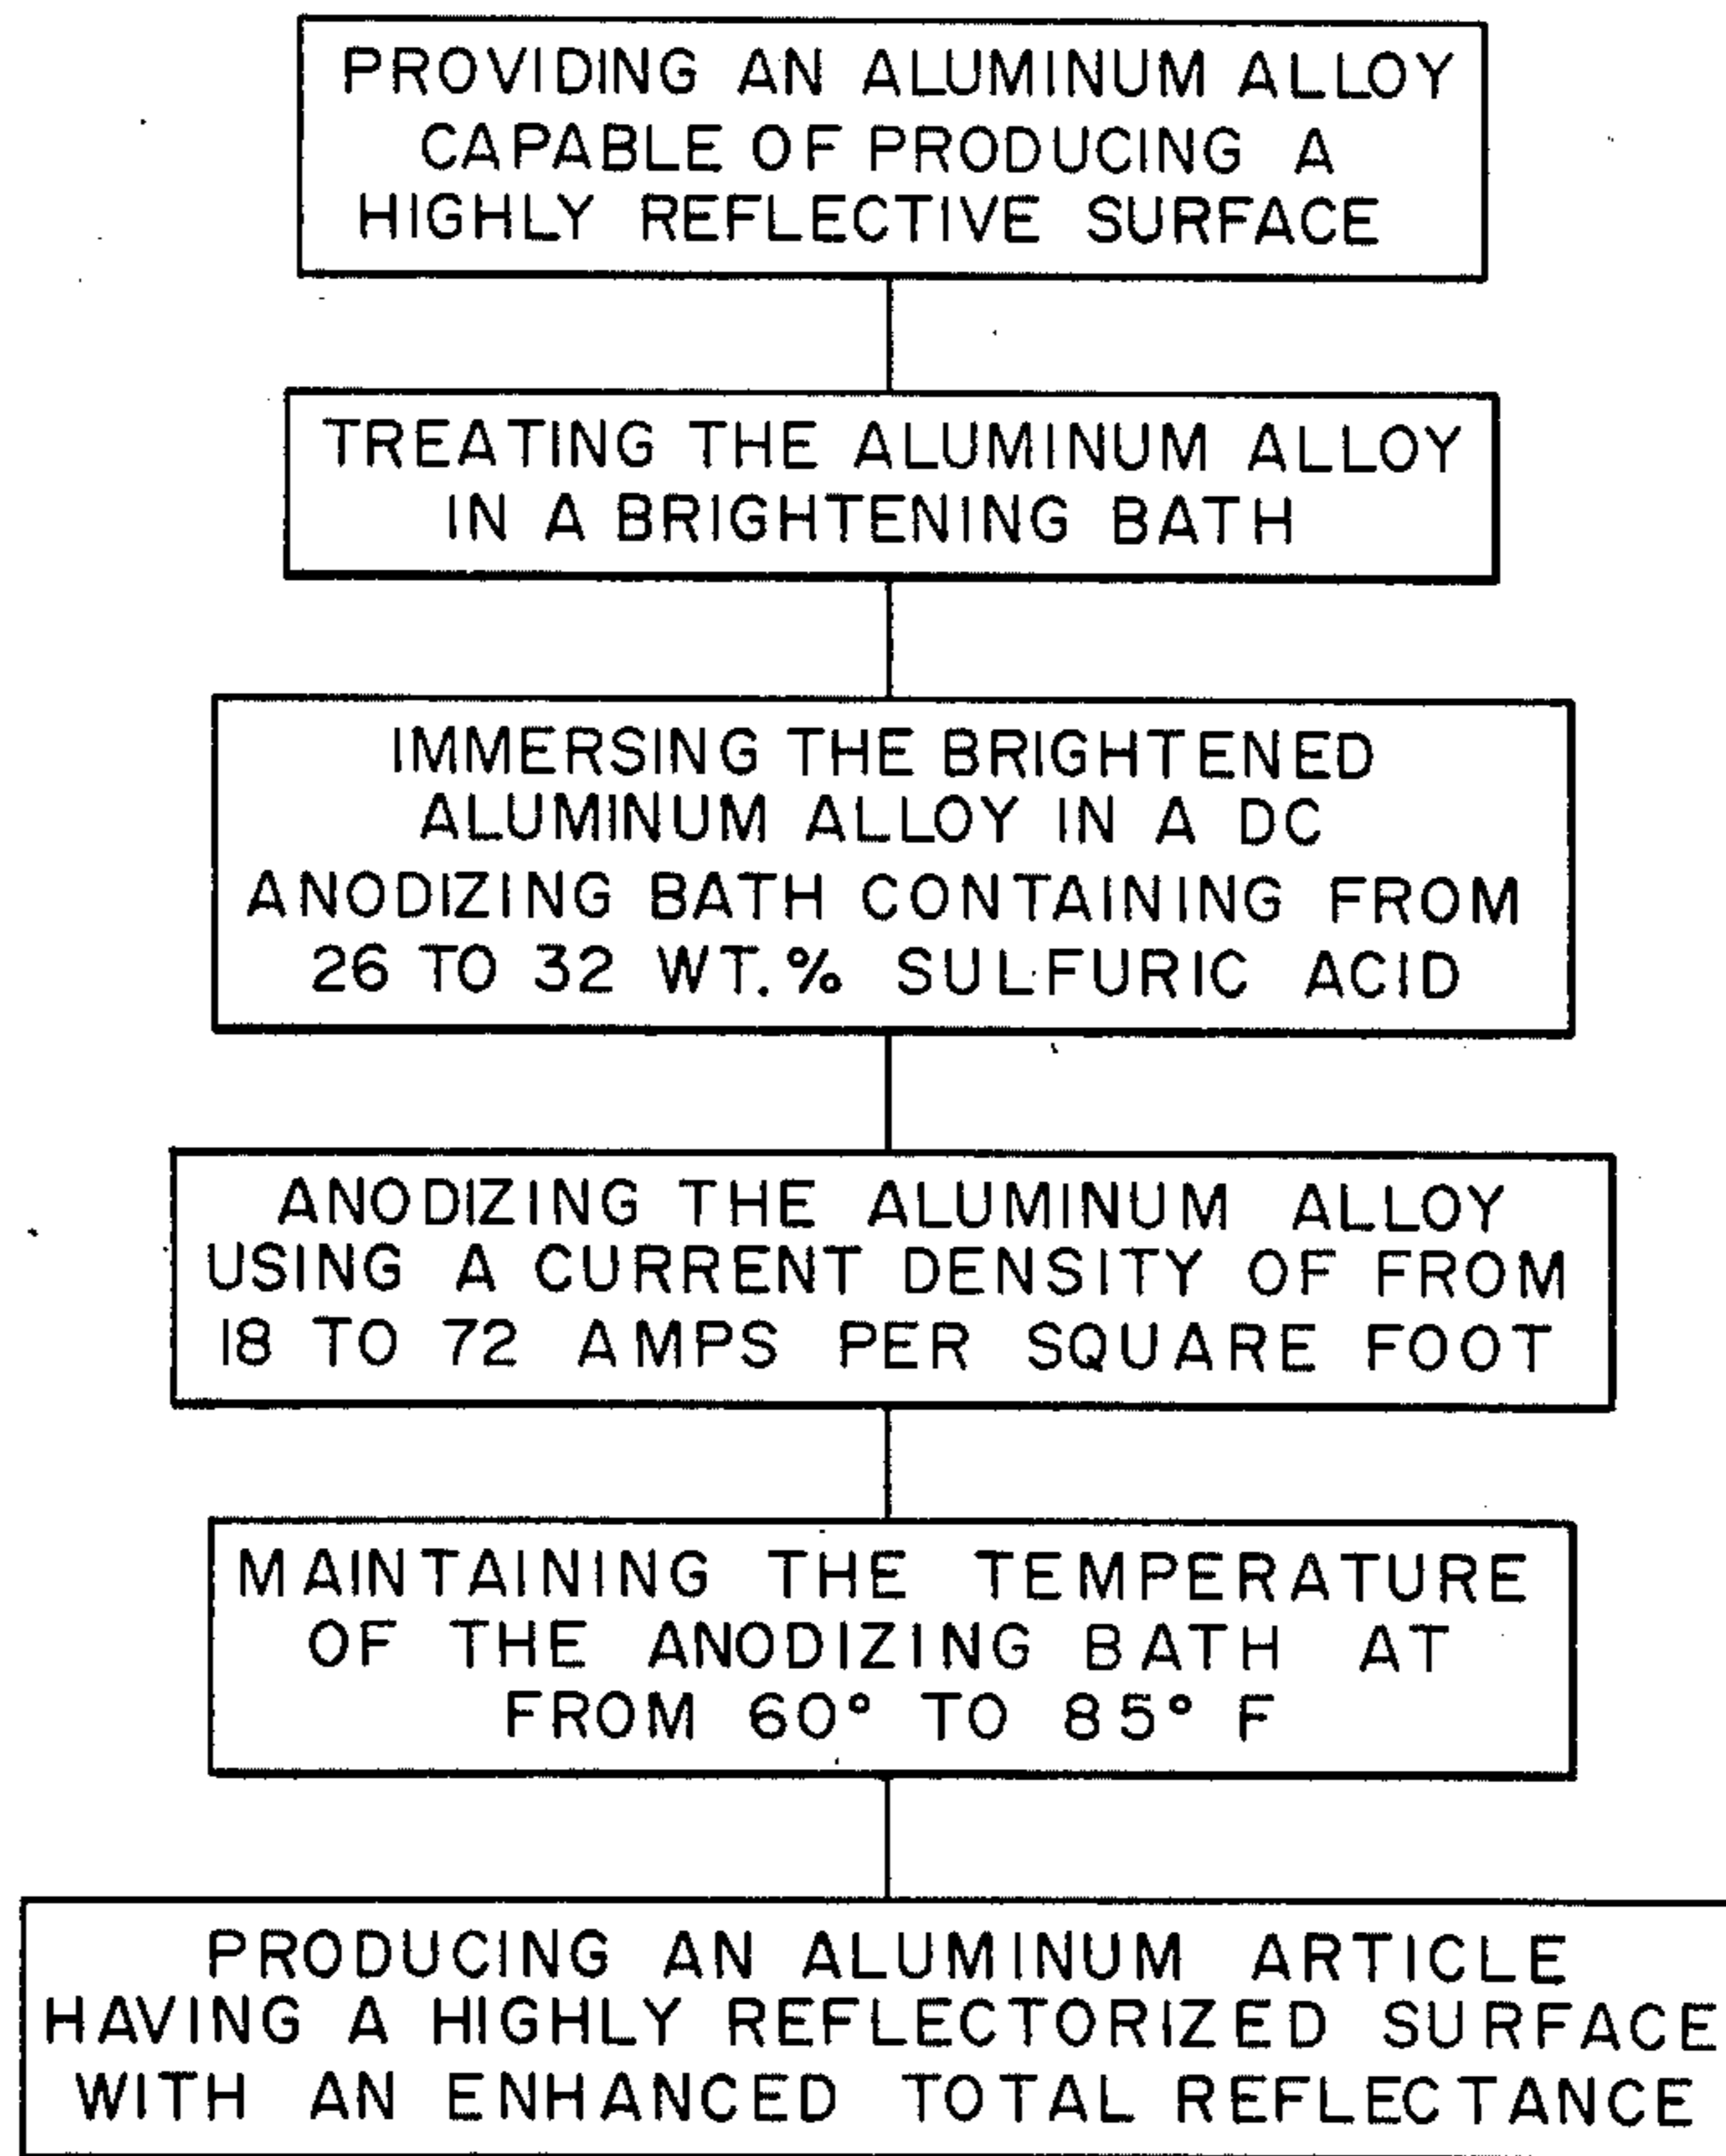 PROVIDING AN ALUMINUM ALLOY
CAPABLE OF PRODUCING A
HIGHLY REFLECTIVE SURFACE
TREATING THE ALUMINUM ALLOY
IN A BRIGHTENING BATH
IMMERSING THE BRIGHTENED
ALUMINUM ALLOY IN A DC
ANODIZING BATH CONTAINING FROM
26 TO 32 WT.% SULFURIC ACID
ANODIZING THE ALUMINUM ALLOY
USING A CURRENT DENSITY OF FROM
18 TO 72 AMPS PER SQUARE FOOT
MAINTAINING THE TEMPERATURE
OF THE ANODIZING BATH AT
FROM 60° TO 85° F
PRODUCING AN ALUMINUM ARTICLE
HAVING A HIGHLY REFLECTORIZED SURFACE
WITH AN ENHANCED TOTAL REFLECTANCE